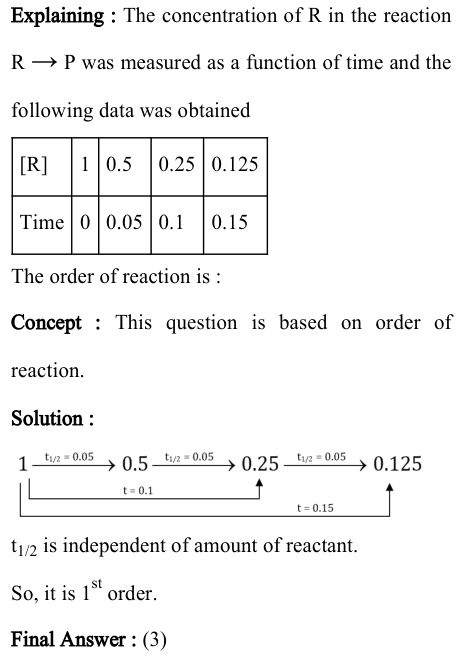 Explaining : The concentration of R in the reaction
R ⟶ P was measured as a function of time and the
following data was obtained
[R] 1 0.5 0.25 0.125
Time 0 0.05 0.1 0.15
The order of reaction is :
Concept : This question is based on order of
reaction.
Solution :
1 —t₁/₂ = 0.05→ 0.5 —t₁/₂ = 0.05→ 0.25 —t₁/₂ = 0.05→ 0.125
t = 0.1
t = 0.15
t₁/₂ is independent of amount of reactant.
So, it is 1ˢᵗ order.
Final Answer : (3)